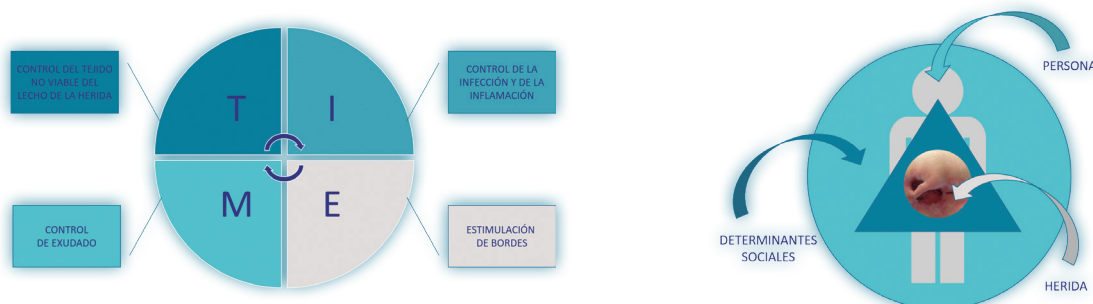 CONTROL DEL TEJIDO
NO VIABLE DEL
LECHO DE LA HERIDA
T
I
CONTROL DE LA
INFECCIÓN Y DE LA
INFLAMACIÓN
CONTROL
DE EXUDADO
M
E
ESTIMULACIÓN
DE BORDES
PERSONA
DETERMINANTES
SOCIALES
HERIDA